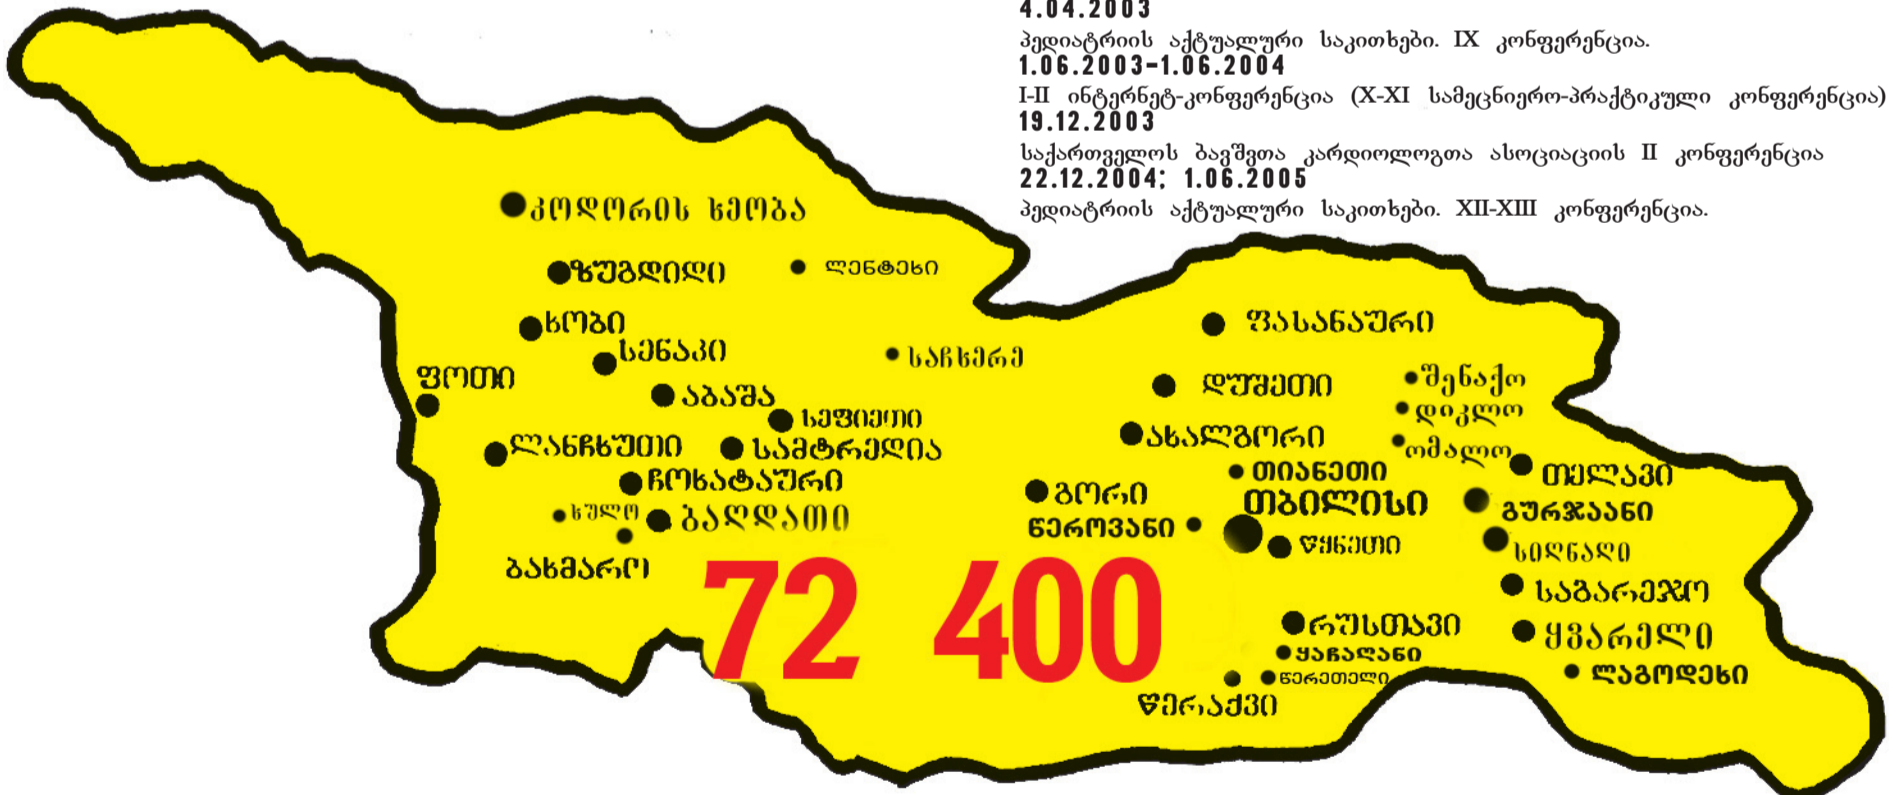 4.04.2003
პედიატრიის აქტუალური საკითხები. IX კონფერენცია.
1.06.2003-1.06.2004
I-II ინტერნეტ-კონფერენცია (X-XI სამეცნიერო-პრაქტიკული კონფერენცია)
19.12.2003
საქართველოს ბავშვთა კარდიოლოგთა ასოციაციის II კონფერენცია
22.12.2004; 1.06.2005
პედიატრიის აქტუალური საკითხები. XII-XIII კონფერენცია.
კოდორის ხეობა
ზუგდიდი
ლენტეხი
ხობი
სენაკი
საჩხერე
ფოთი
აბაშა
სეფიეთი
ლანჩხუთი
სამტრედია
ჩოხატაური
ხულო
ბაღდათი
ბახმარო
ფასანაური
დუშეთი
შენაქო
დიკლო
ახალგორი
ომალო
თიანეთი
თელავი
გორი
თბილისი
გურჯაანი
წეროვანი
წყნეთი
სიღნაღი
საგარეჯო
რუსთავი
ყვარელი
ყაჩაღანი
წერეთელი
ლაგოდეხი
წერაქვი
72 400